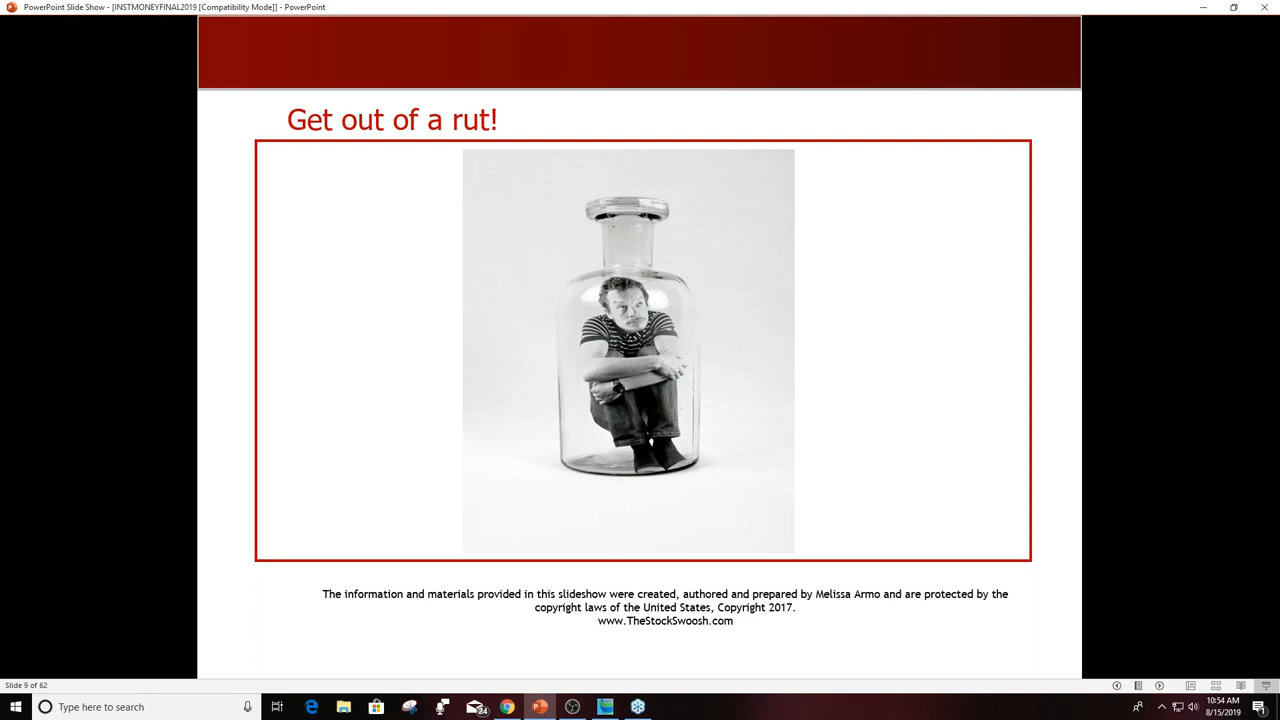 PowerPoint Slide Show - [INSTMONEYFINAL2019 [Compatibility Mode]] - PowerPoint
Get out of a rut!
The information and materials provided in this slideshow were created, authored and prepared by Melissa Armo and are protected by the
copyright laws of the United States, Copyright 2017.
www.TheStockSwoosh.com
Slide 9 of 62
Type here to search
24
10:54 AM
8/15/2019
1